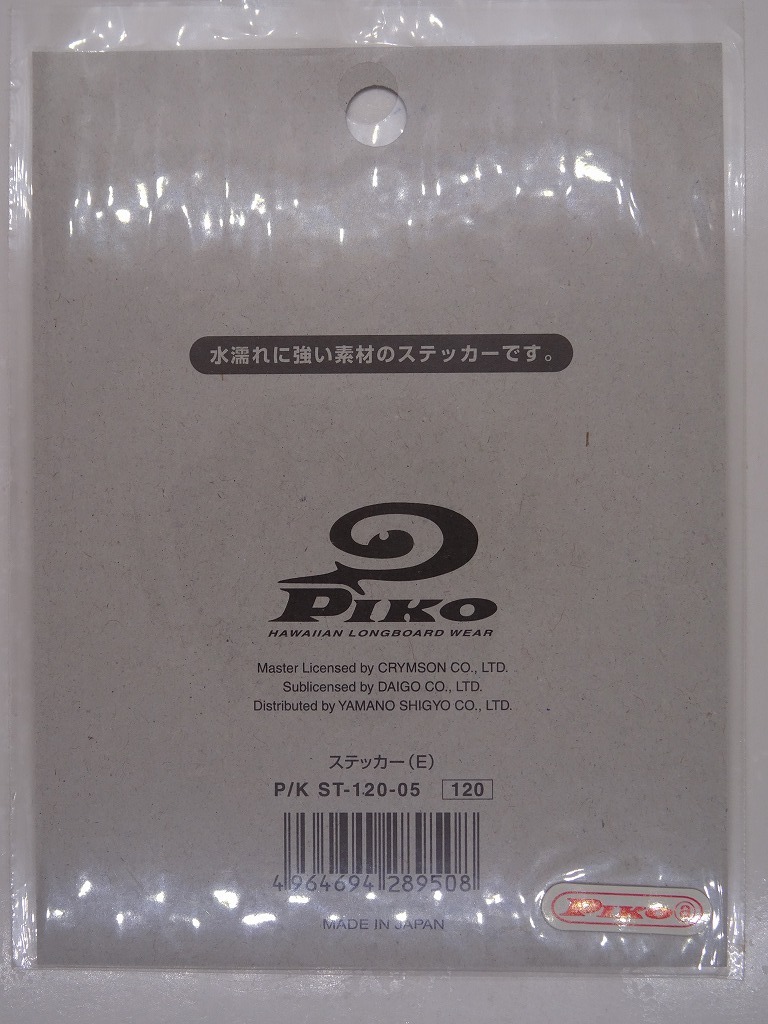 水濡れに強い素材のステッカーです。
PIKO
HAWAIIAN LONGBOARD WEAR
Master Licensed by CRYMSON CO., LTD.
Sublicensed by DAIGO CO., LTD.
Distributed by YAMANO SHIGYO CO., LTD.
ステッカー(E)
P/K ST-120-05 120
4 964694 289508
PIKO
MADE IN JAPAN